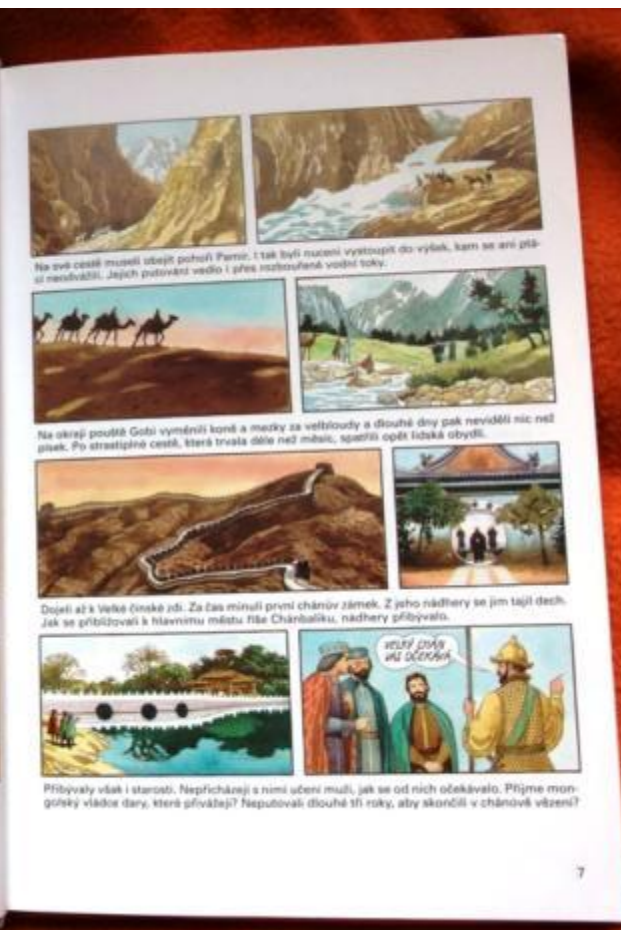 Na své cestě museli obejít pohoří Pamír. I tak byli nuceni vystoupit do výšek, kam se ani ptá-
ci neodvážili. Jejich putování vedlo i přes rozbouřené vodní toky.
Na okraji pouště Gobi vyměnili koně a mezky za velbloudy a dlouhé dny pak neviděli nic než
písek. Po strastiplné cestě, která trvala déle než měsíc, spatřili opět lidská obydlí.
Dojeli až k Velké čínské zdi. Za čas minuli první chánův zámek. Z jeho nádhery se jim tajil dech.
Jak se přibližovali k hlavnímu městu říše Chánbaliku, nádhery přibývalo.
VELKÝ CHÁN
VÁS OČEKÁVÁ
Přibývaly však i starosti. Nepřicházejí s nimi učení muži, jak se od nich očekávalo. Přijme mon-
golský vládce dary, které přivážejí? Neputovali dlouhé tři roky, aby skončili v chánově vězení?
7